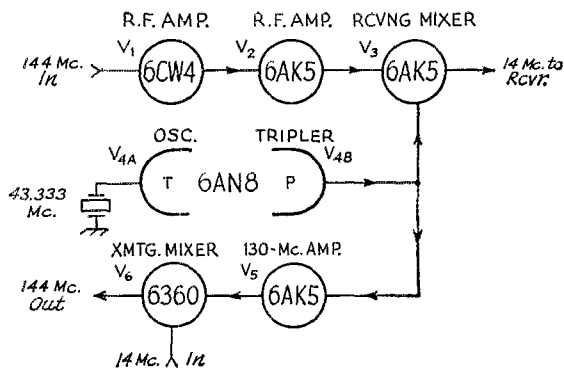 R.F. AMP. R.F. AMP. RCVNG MIXER
V1 V2 V3
144 Mc. In 6CW4 6AK5 6AK5 14 Mc. to Rcvr.
OSC. TRIPLER
V4A V4B
T 6AN8 P
43.333 Mc.
XMTG. MIXER 130-Mc. AMP.
V6 V5
144 Mc. Out 6360 6AK5
14 Mc. In